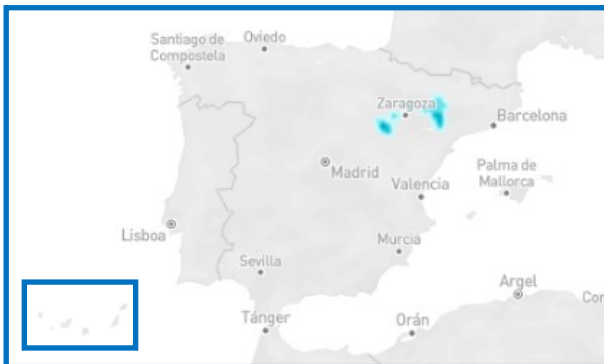 Santiago de
Compostela
Oviedo
Zaragoza
Barcelona
Madrid
Palma de
Mallorca
Valencia
Lisboa
Murcia
Sevilla
Argel
Tánger
Orán